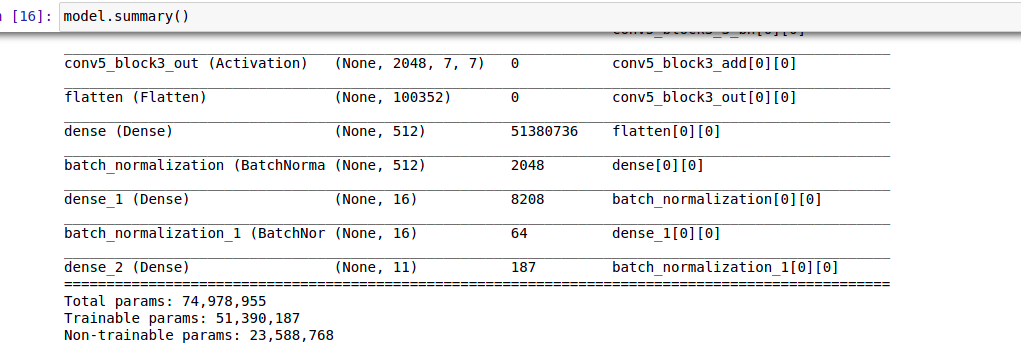 [16]: model.summary()
conv5_block3_3_bn[0][0]
conv5_block3_out (Activation) (None, 2048, 7, 7) 0 conv5_block3_add[0][0]
flatten (Flatten) (None, 100352) 0 conv5_block3_out[0][0]
dense (Dense) (None, 512) 51380736 flatten[0][0]
batch_normalization (BatchNorma (None, 512) 2048 dense[0][0]
dense_1 (Dense) (None, 16) 8208 batch_normalization[0][0]
batch_normalization_1 (BatchNor (None, 16) 64 dense_1[0][0]
dense_2 (Dense) (None, 11) 187 batch_normalization_1[0][0]
Total params: 74,978,955
Trainable params: 51,390,187
Non-trainable params: 23,588,768